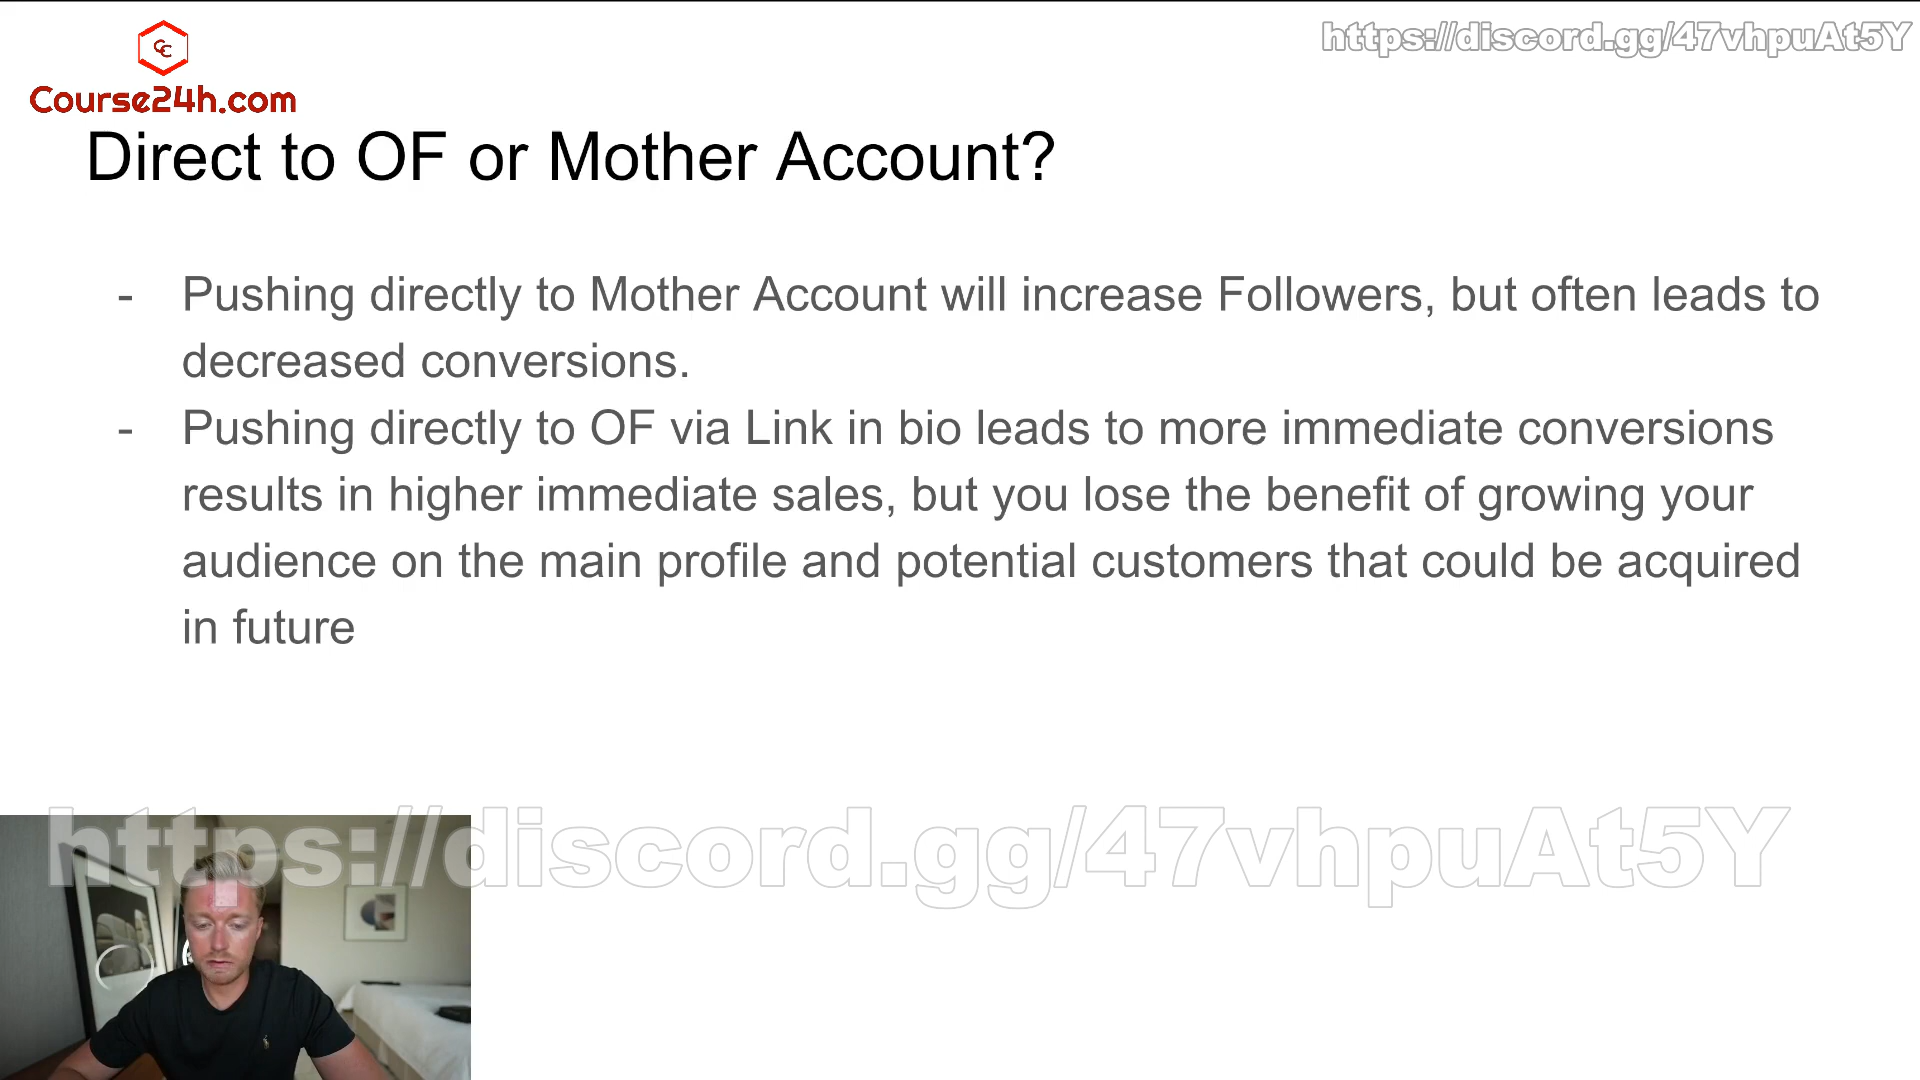 https://discord.gg/47vhpuAt5Y
CC
Course24h.com
Direct to OF or Mother Account?
- Pushing directly to Mother Account will increase Followers, but often leads to
decreased conversions.
- Pushing directly to OF via Link in bio leads to more immediate conversions
results in higher immediate sales, but you lose the benefit of growing your
audience on the main profile and potential customers that could be acquired
in future
https://discord.gg/47vhpuAt5Y